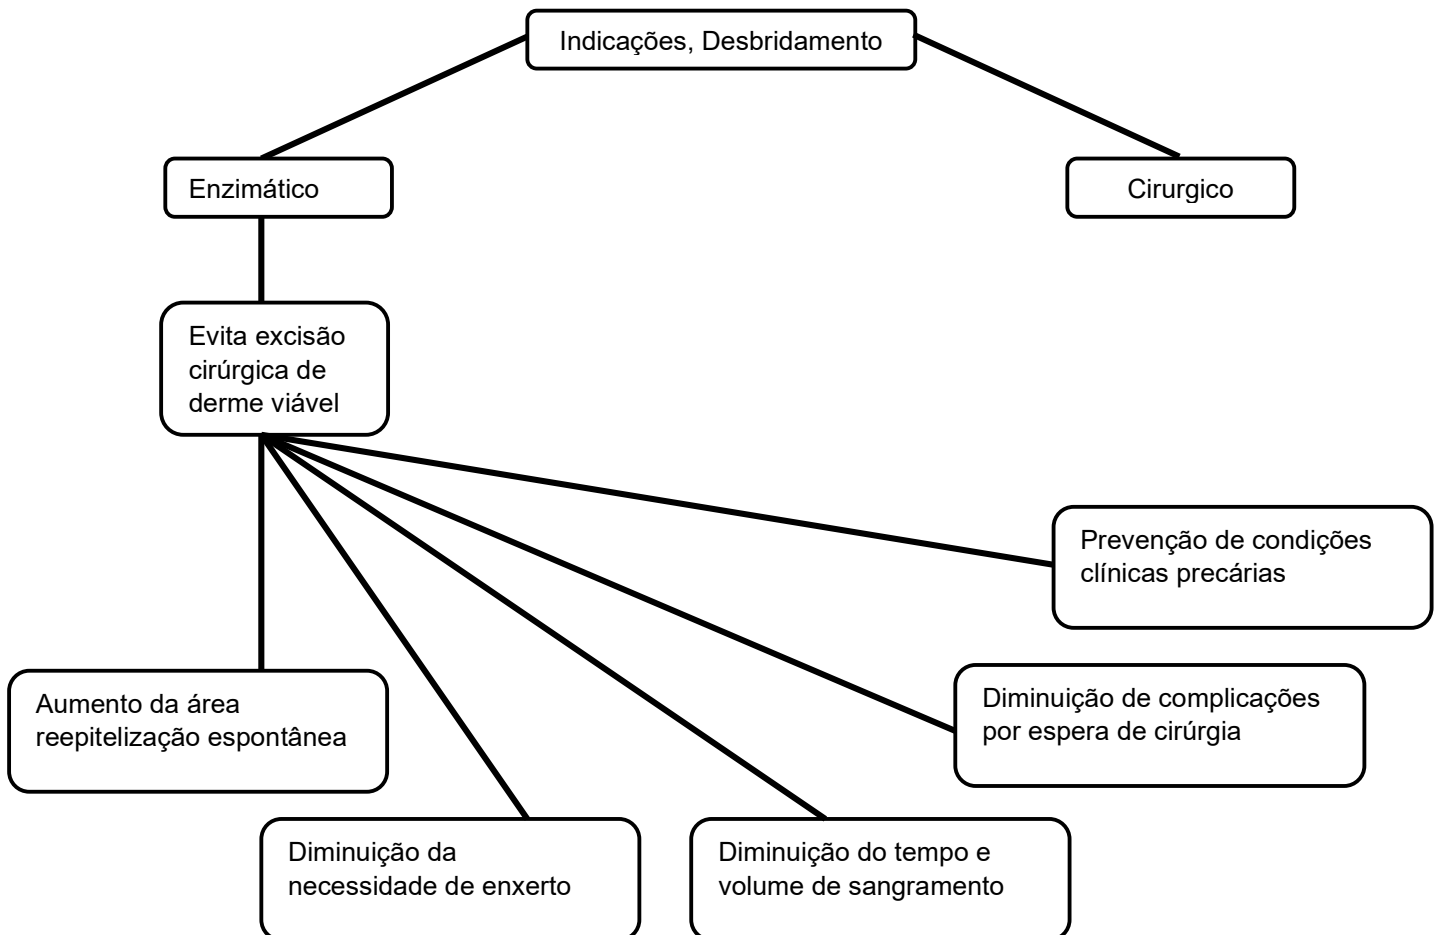 Indicações, Desbridamento
Enzimático
Cirurgico
Evita excisão
cirúrgica de
derme viável
Prevenção de condições
clínicas precárias
Diminuição de complicações
por espera de cirúrgia
Aumento da área
reepitelização espontânea
Diminuição da
necessidade de enxerto
Diminuição do tempo e
volume de sangramento